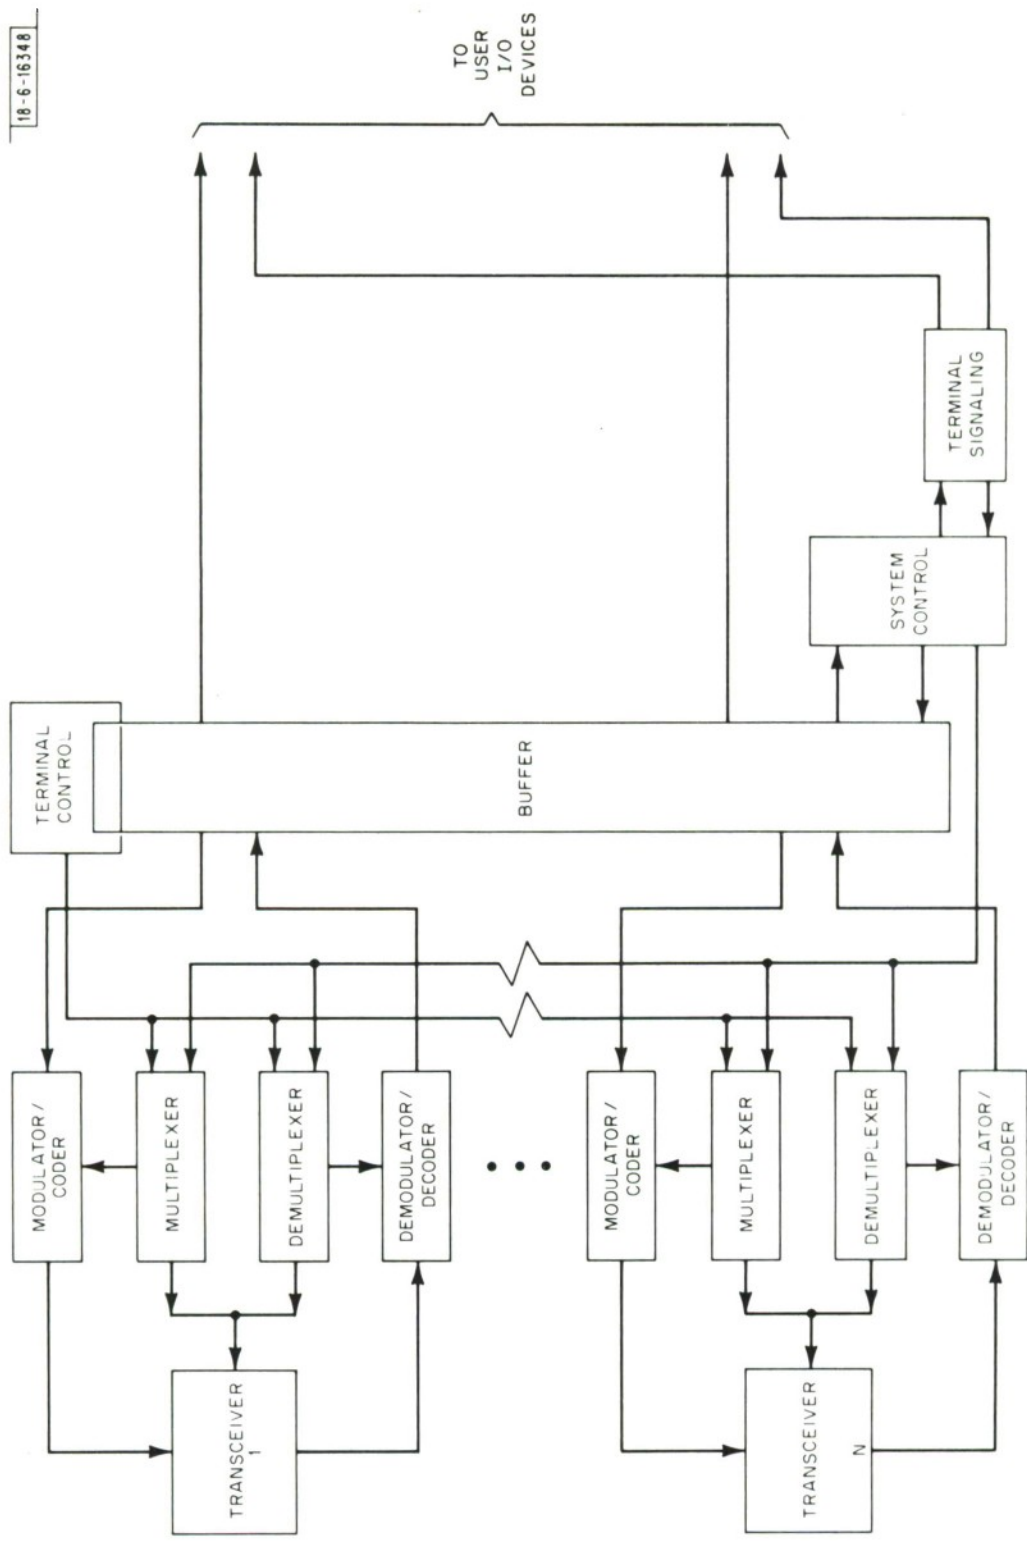 18-6-16348
TO
USER
I/O
DEVICES
TERMINAL
CONTROL
BUFFER
SYSTEM
CONTROL
TERMINAL
SIGNALING
MODULATOR/
CODER
MULTIPLEXER
DEMULTIPLEXER
DEMODULATOR/
DECODER
TRANSCEIVER
1
MODULATOR/
CODER
MULTIPLEXER
DEMULTIPLEXER
DEMODULATOR/
DECODER
TRANSCEIVER
N